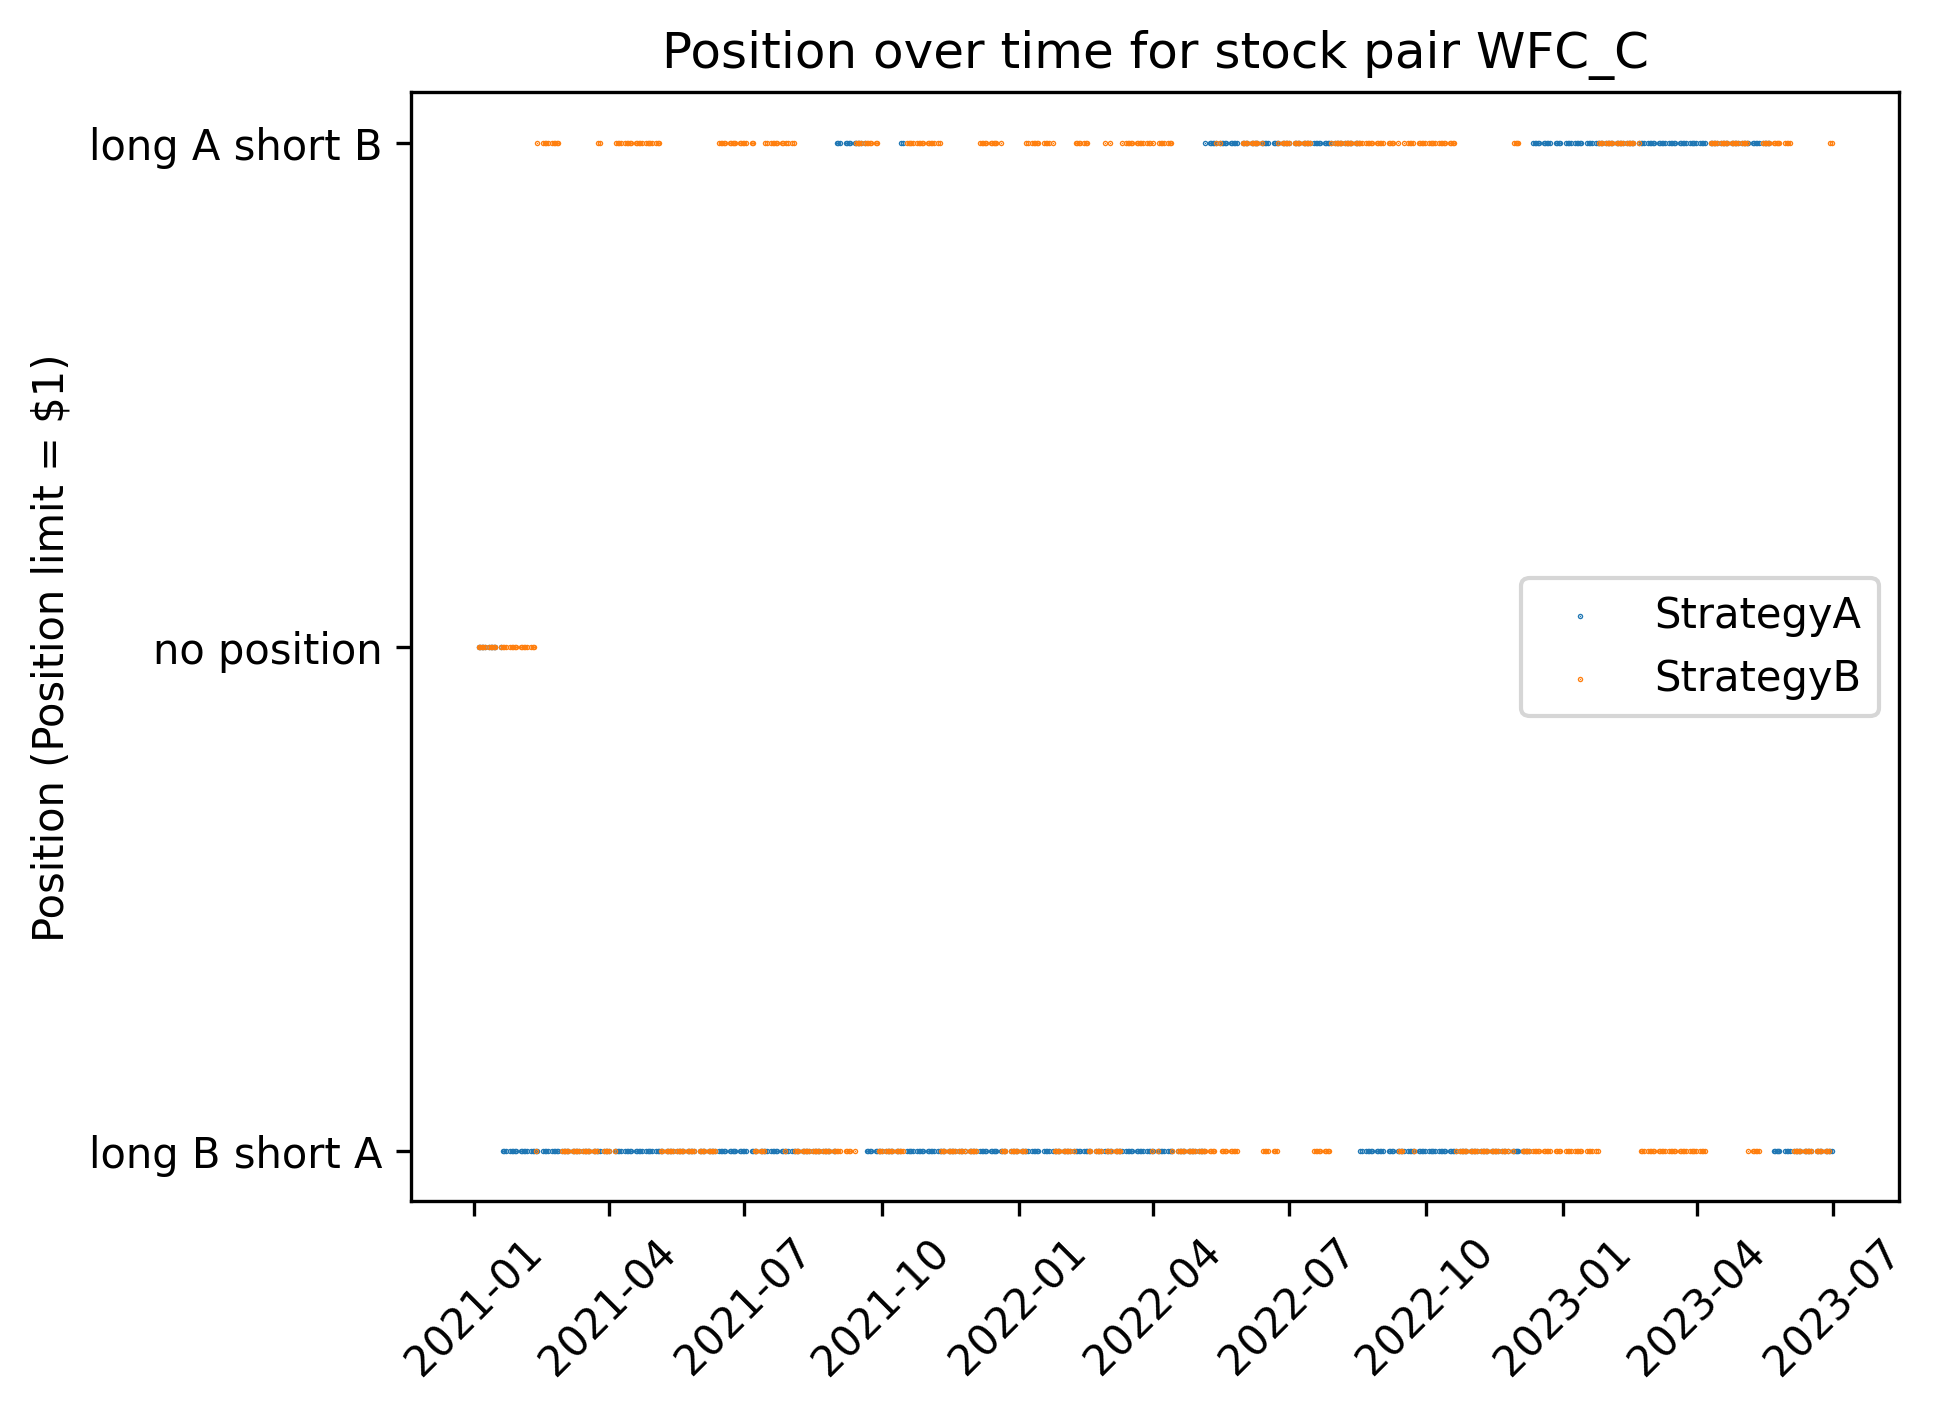 Position over time for stock pair WFC_C
Position (Position limit = $1)
long A short B
no position
long B short A
StrategyA
StrategyB
2021-01
2021-04
2021-07
2021-10
2022-01
2022-04
2022-07
2022-10
2023-01
2023-04
2023-07